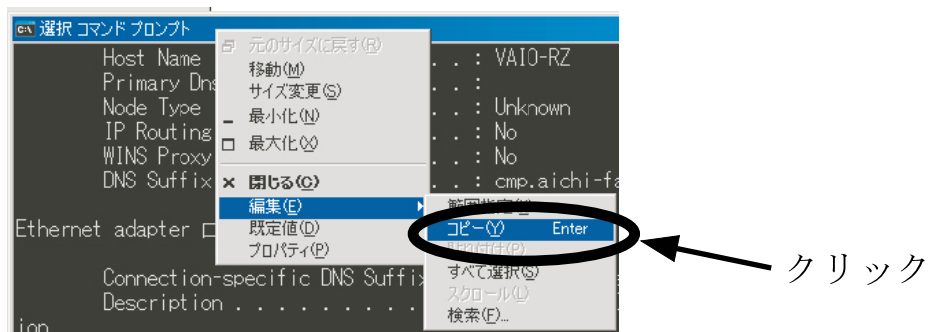 選択 コマンド プロンプト
Host Name . . : VAIO-RZ
Primary Dns . . :
Node Type . . : Unknown
IP Routing . . : No
WINS Proxy . . : No
DNS Suffix . . : cmp.aichi-fa
Ethernet adapter
Connection-specific DNS Suffix
Description . . . . . . . . .
ion
元のサイズに戻す(R)
移動(M)
サイズ変更(S)
最小化(N)
最大化(X)
閉じる(C)
編集(E)
既定値(D)
プロパティ(P)
コピー(Y) Enter
すべて選択(S)
スクロール(L)
検索(F)...
クリック